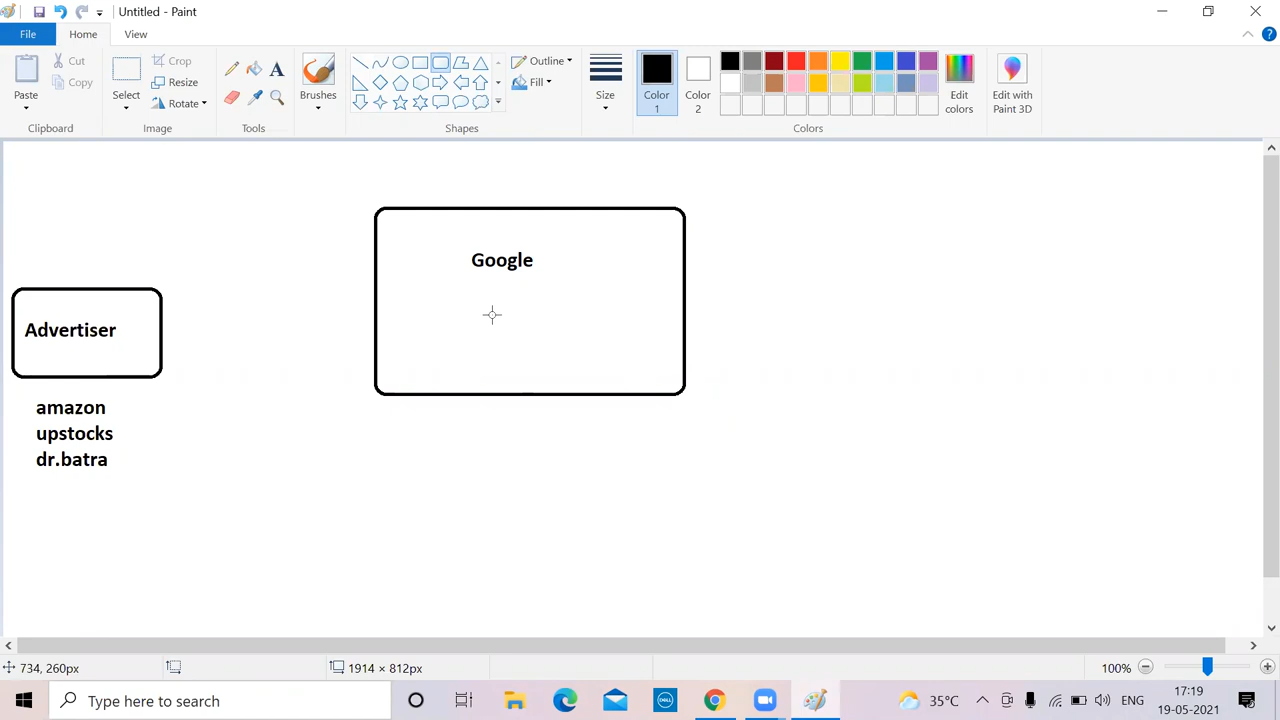 Untitled - Paint
File
Home
View
Paste
Cut
Copy
Clipboard
Select
Crop
Resize
Rotate
Image
A
Tools
Brushes
Outline
Fill
Shapes
Size
Color
1
Color
2
Edit
colors
Edit with
Paint 3D
Colors
Google
Advertiser
amazon
upstocks
dr.batra
734, 260px
1914 × 812px
100%
Type here to search
DELL
35°C
ENG
17:19
19-05-2021